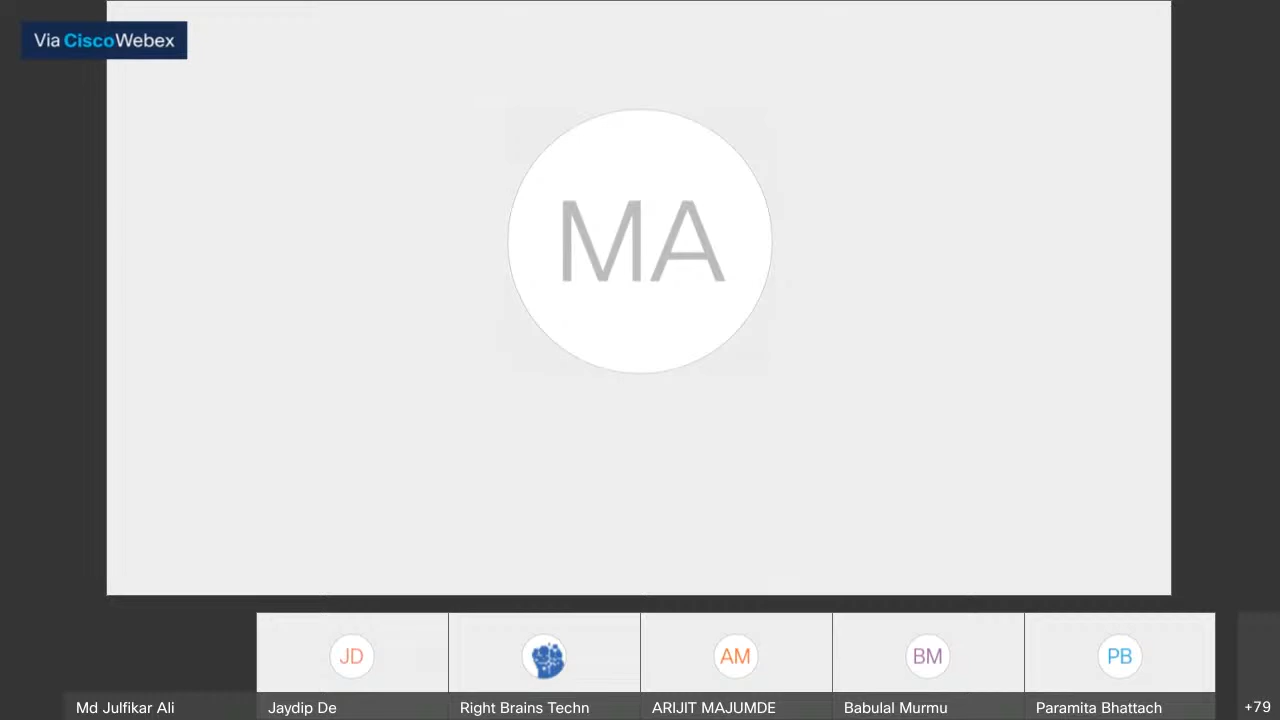 Via CiscoWebex
MA
JD
AM
BM
PB
Md Julfikar Ali
Jaydip De
Right Brains Techn
ARIJIT MAJUMDE
Babulal Murmu
Paramita Bhattach
+79